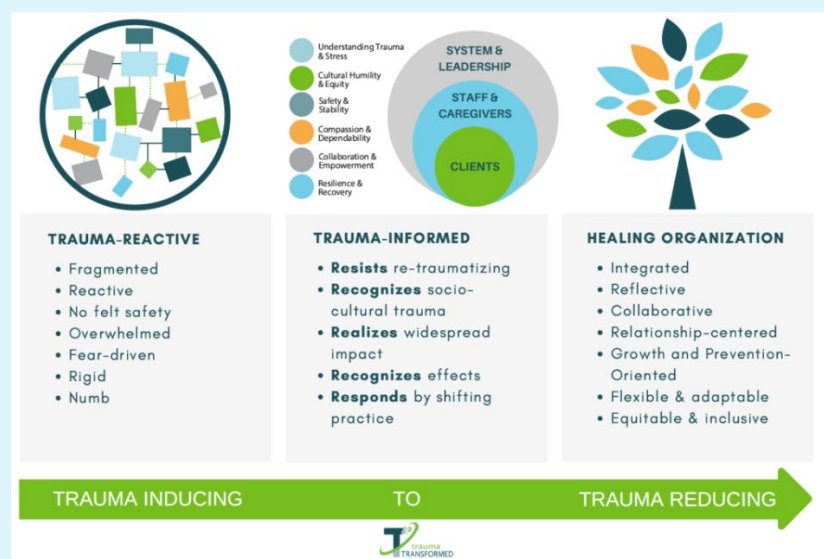 Understanding Trauma
& Stress
Cultural Humility
& Equity
Safety &
Stability
Compassion &
Dependability
Collaboration &
Empowerment
Resilience &
Recovery
SYSTEM &
LEADERSHIP
STAFF &
CAREGIVERS
CLIENTS
TRAUMA-REACTIVE
• Fragmented
• Reactive
• No felt safety
• Overwhelmed
• Fear-driven
• Rigid
• Numb
TRAUMA-INFORMED
• Resists re-traumatizing
• Recognizes socio-
cultural trauma
• Realizes widespread
impact
• Recognizes effects
• Responds by shifting
practice
HEALING ORGANIZATION
• Integrated
• Reflective
• Collaborative
• Relationship-centered
• Growth and Prevention-
Oriented
• Flexible & adaptable
• Equitable & inclusive
TRAUMA INDUCING TO TRAUMA REDUCING
trauma
TRANSFORMED